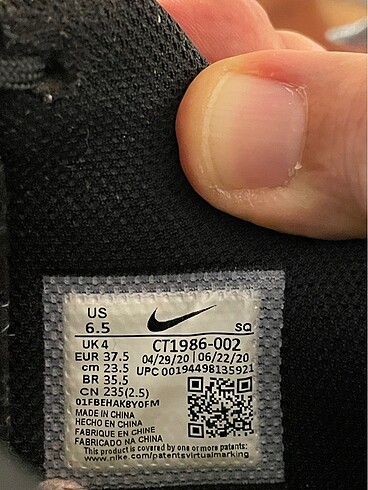 US
6.5
SQ
UK 4
CT1986-002
EUR 37.5
04/29/20 | 06/22/20
cm 23.5
UPC 00194498135921
BR 35.5
CN 235(2.5)
01FBEHAK8Y0FM
MADE IN CHINA
HECHO EN CHINA
FABRIQUE EN CHINE
FABRICADO NA CHINA
This product is covered by one or more patents:
www.nike.com/patentsvirtualmarking